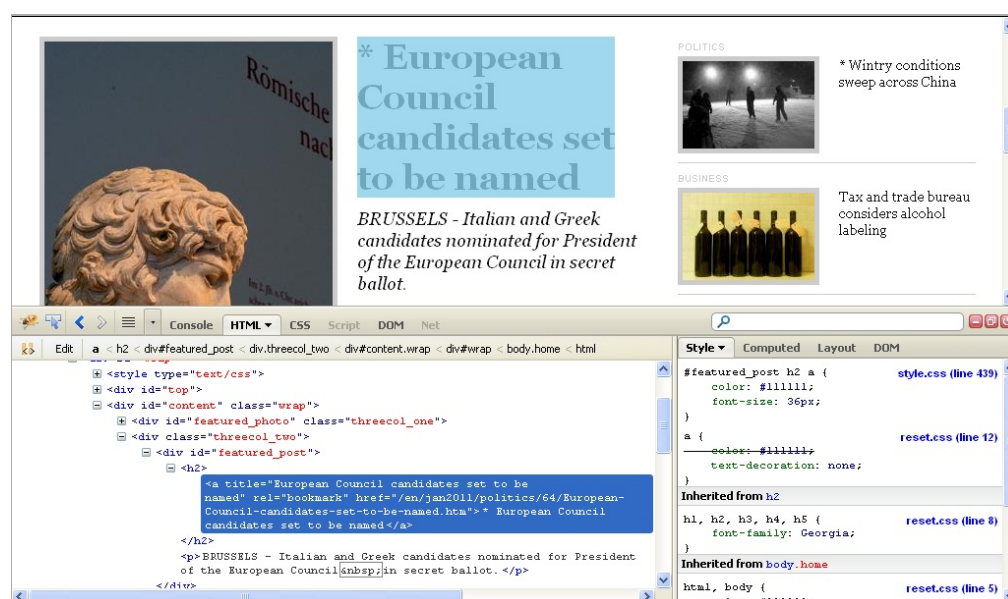 Römische
nac
* European
Council
candidates set
to be named
BRUSSELS - Italian and Greek
candidates nominated for President
of the European Council in secret
ballot.
POLITICS
* Wintry conditions
sweep across China
BUSINESS
Tax and trade bureau
considers alcohol
labeling
Console HTML CSS Script DOM Net
Edit a < h2 < div#featured_post < div.threecol_two < div#content.wrap < div#wrap < body.home < html
<style type="text/css">
<div id="top">
<div id="content" class="wrap">
<div id="featured_photo" class="threecol_one">
<div class="threecol_two">
<div id="featured_post">
<h2>
<a title="European Council candidates set to be
named" rel="bookmark" href="/en/jan2011/politics/64/European-
Council-candidates-set-to-be-named.htm">* European Council
candidates set to be named</a>
</h2>
<p>BRUSSELS - Italian and Greek candidates nominated for President
of the European Council&nbsp;in secret ballot.</p>
</div>
Style Computed Layout DOM
#featured_post h2 a { style.css (line 439)
color: #111111;
font-size: 36px;
}
a { reset.css (line 12)
color: #111111;
text-decoration: none;
}
Inherited from h2
h1, h2, h3, h4, h5 { reset.css (line 8)
font-family: Georgia;
}
Inherited from body.home
html, body { reset.css (line 5)